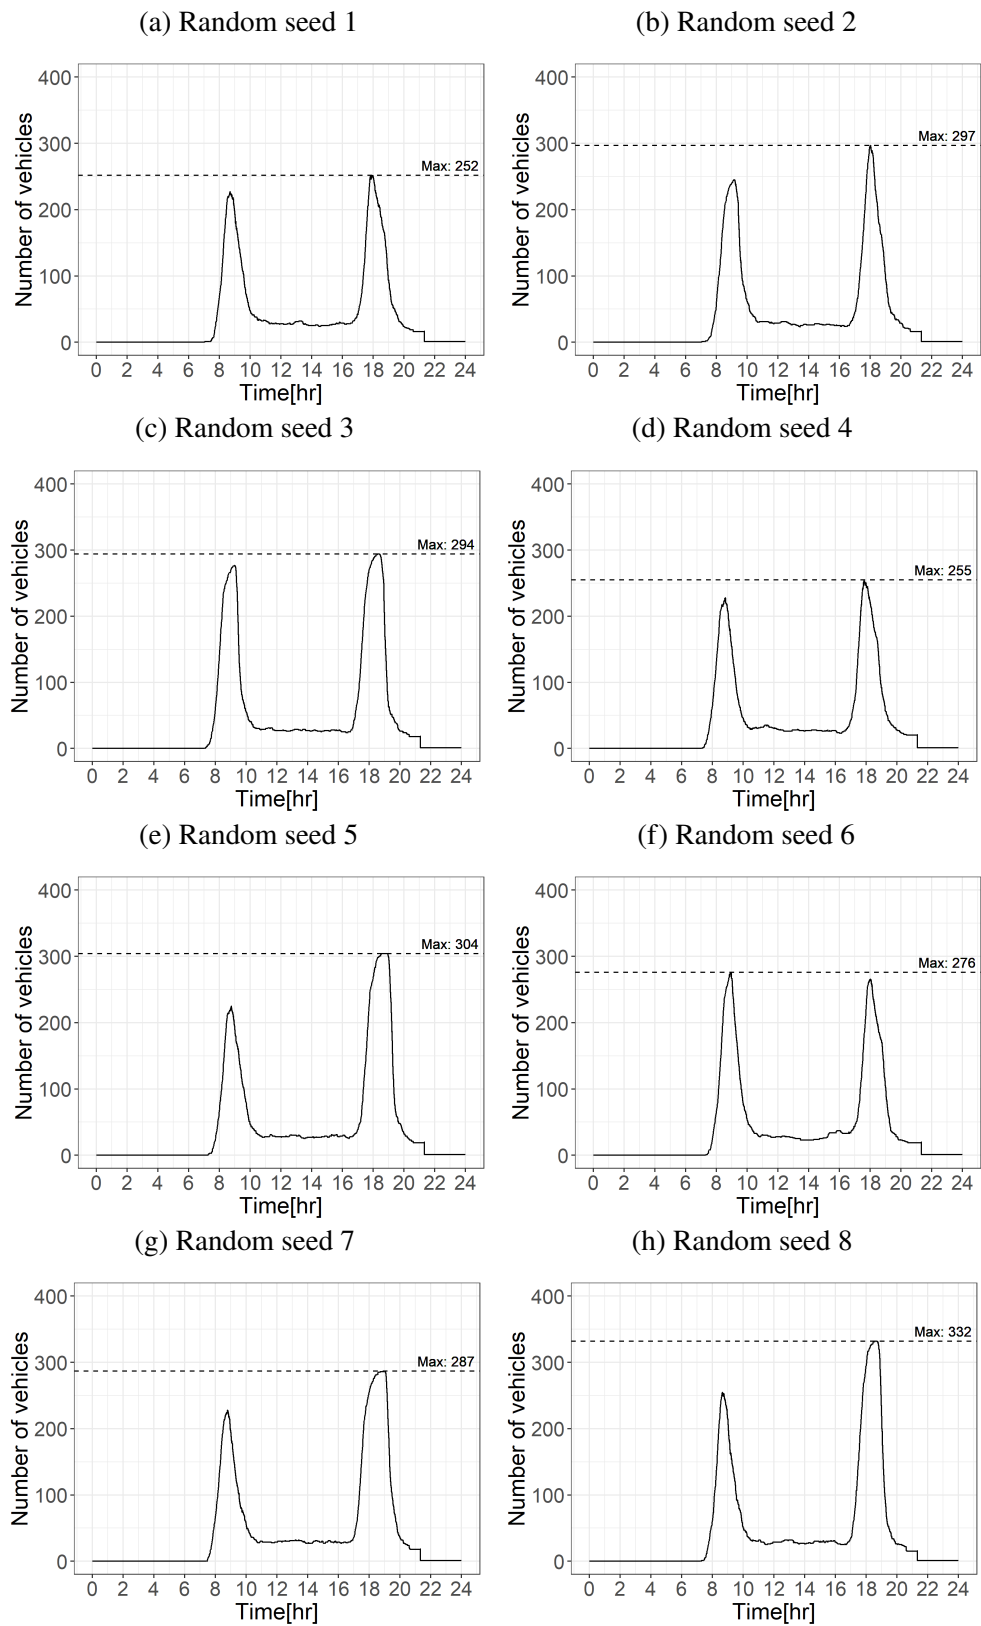 (a) Random seed 1
(b) Random seed 2
Number of vehicles
400
300
200
100
0
Max: 252
0 2 4 6 8 10 12 14 16 18 20 22 24
Time[hr]
Number of vehicles
400
300
200
100
0
Max: 297
0 2 4 6 8 10 12 14 16 18 20 22 24
Time[hr]
(c) Random seed 3
(d) Random seed 4
Number of vehicles
400
300
200
100
0
Max: 294
0 2 4 6 8 10 12 14 16 18 20 22 24
Time[hr]
Number of vehicles
400
300
200
100
0
Max: 255
0 2 4 6 8 10 12 14 16 18 20 22 24
Time[hr]
(e) Random seed 5
(f) Random seed 6
Number of vehicles
400
300
200
100
0
Max: 304
0 2 4 6 8 10 12 14 16 18 20 22 24
Time[hr]
Number of vehicles
400
300
200
100
0
Max: 276
0 2 4 6 8 10 12 14 16 18 20 22 24
Time[hr]
(g) Random seed 7
(h) Random seed 8
Number of vehicles
400
300
200
100
0
Max: 287
0 2 4 6 8 10 12 14 16 18 20 22 24
Time[hr]
Number of vehicles
400
300
200
100
0
Max: 332
0 2 4 6 8 10 12 14 16 18 20 22 24
Time[hr]